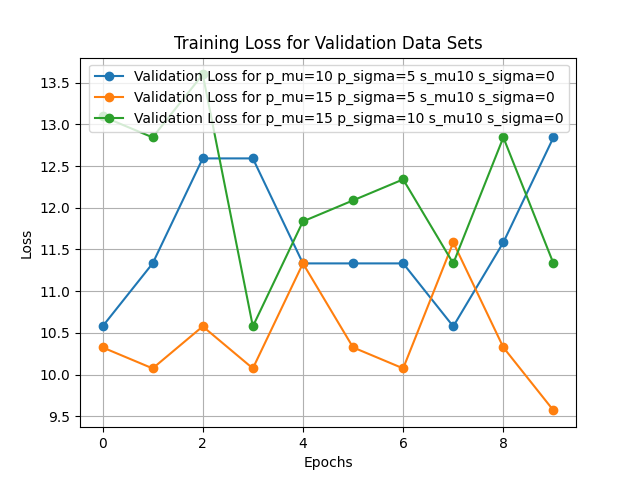 Training Loss for Validation Data Sets
Validation Loss for p_mu=10 p_sigma=5 s_mu10 s_sigma=0
Validation Loss for p_mu=15 p_sigma=5 s_mu10 s_sigma=0
Validation Loss for p_mu=15 p_sigma=10 s_mu10 s_sigma=0
13.5
13.0
12.5
12.0
11.5
11.0
10.5
10.0
9.5
Loss
0 2 4 6 8
Epochs